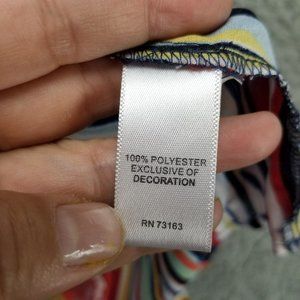 100% POLYESTER
EXCLUSIVE OF
DECORATION
RN 73163